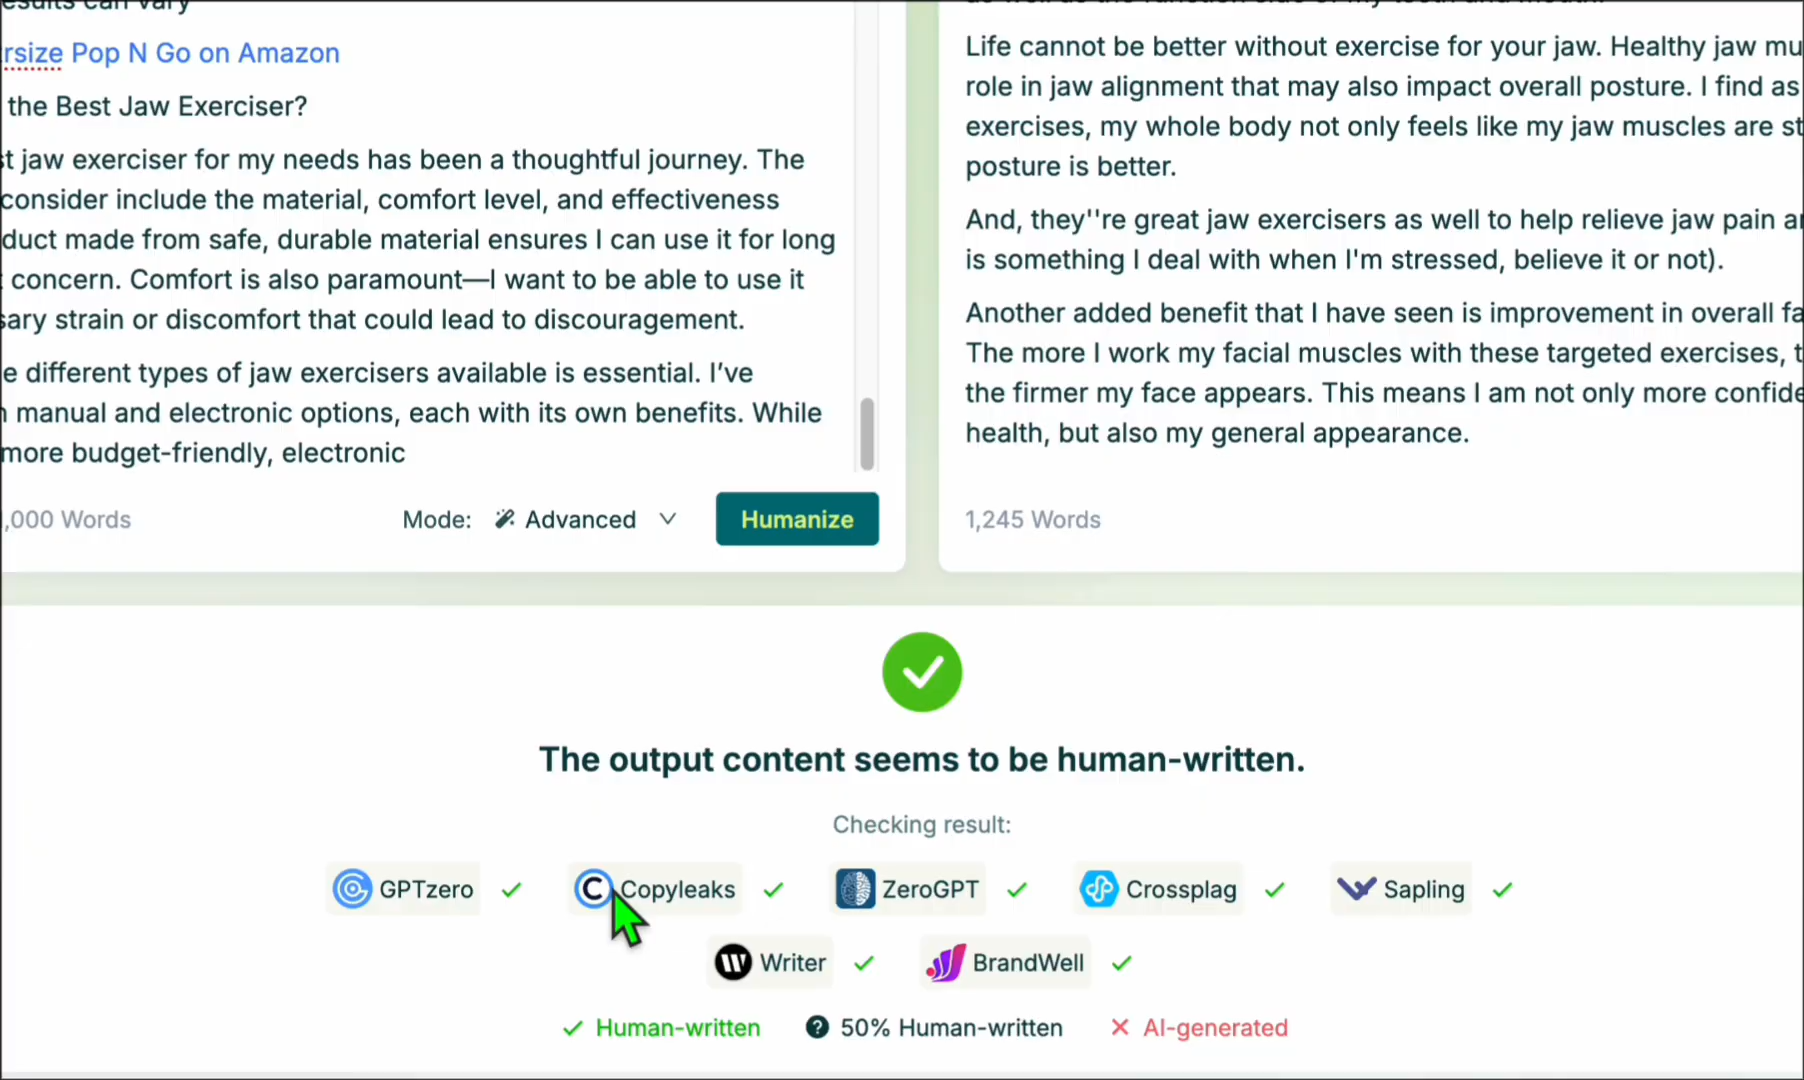 results can vary
rsize Pop N Go on Amazon
the Best Jaw Exerciser?
st jaw exerciser for my needs has been a thoughtful journey. The
consider include the material, comfort level, and effectiveness
duct made from safe, durable material ensures I can use it for long
concern. Comfort is also paramount—I want to be able to use it
sary strain or discomfort that could lead to discouragement.
e different types of jaw exercisers available is essential. I’ve
manual and electronic options, each with its own benefits. While
more budget-friendly, electronic
,000 Words
Mode: Advanced
Humanize
Life cannot be better without exercise for your jaw. Healthy jaw mu
role in jaw alignment that may also impact overall posture. I find as
exercises, my whole body not only feels like my jaw muscles are st
posture is better.
And, they''re great jaw exercisers as well to help relieve jaw pain a
is something I deal with when I'm stressed, believe it or not).
Another added benefit that I have seen is improvement in overall fa
The more I work my facial muscles with these targeted exercises, t
the firmer my face appears. This means I am not only more confide
health, but also my general appearance.
1,245 Words
The output content seems to be human-written.
Checking result:
GPTzero Copyleaks ZeroGPT Crossplag Sapling
Writer BrandWell
Human-written 50% Human-written AI-generated